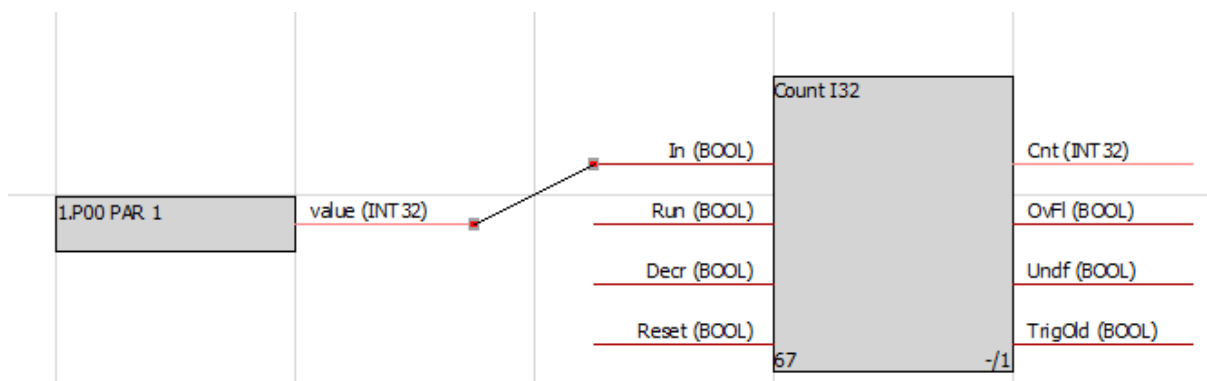 Count I32
In (BOOL)
Cnt (INT32)
1.P00 PAR 1
value (INT32)
Run (BOOL)
OvFl (BOOL)
Decr (BOOL)
Undf (BOOL)
Reset (BOOL)
TrigOld (BOOL)
67
-/1